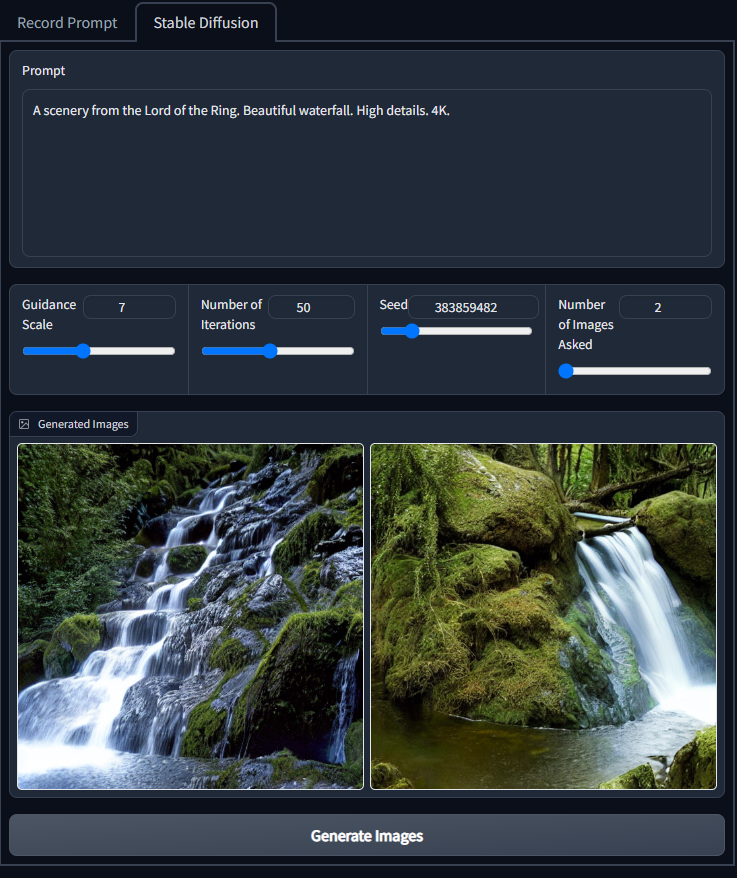 Record Prompt
Stable Diffusion
Prompt
A scenery from the Lord of the Ring. Beautiful waterfall. High details. 4K.
Guidance
Scale
7
Number of
Iterations
50
Seed
383859482
Number
of Images
Asked
2
Generated Images
Generate Images